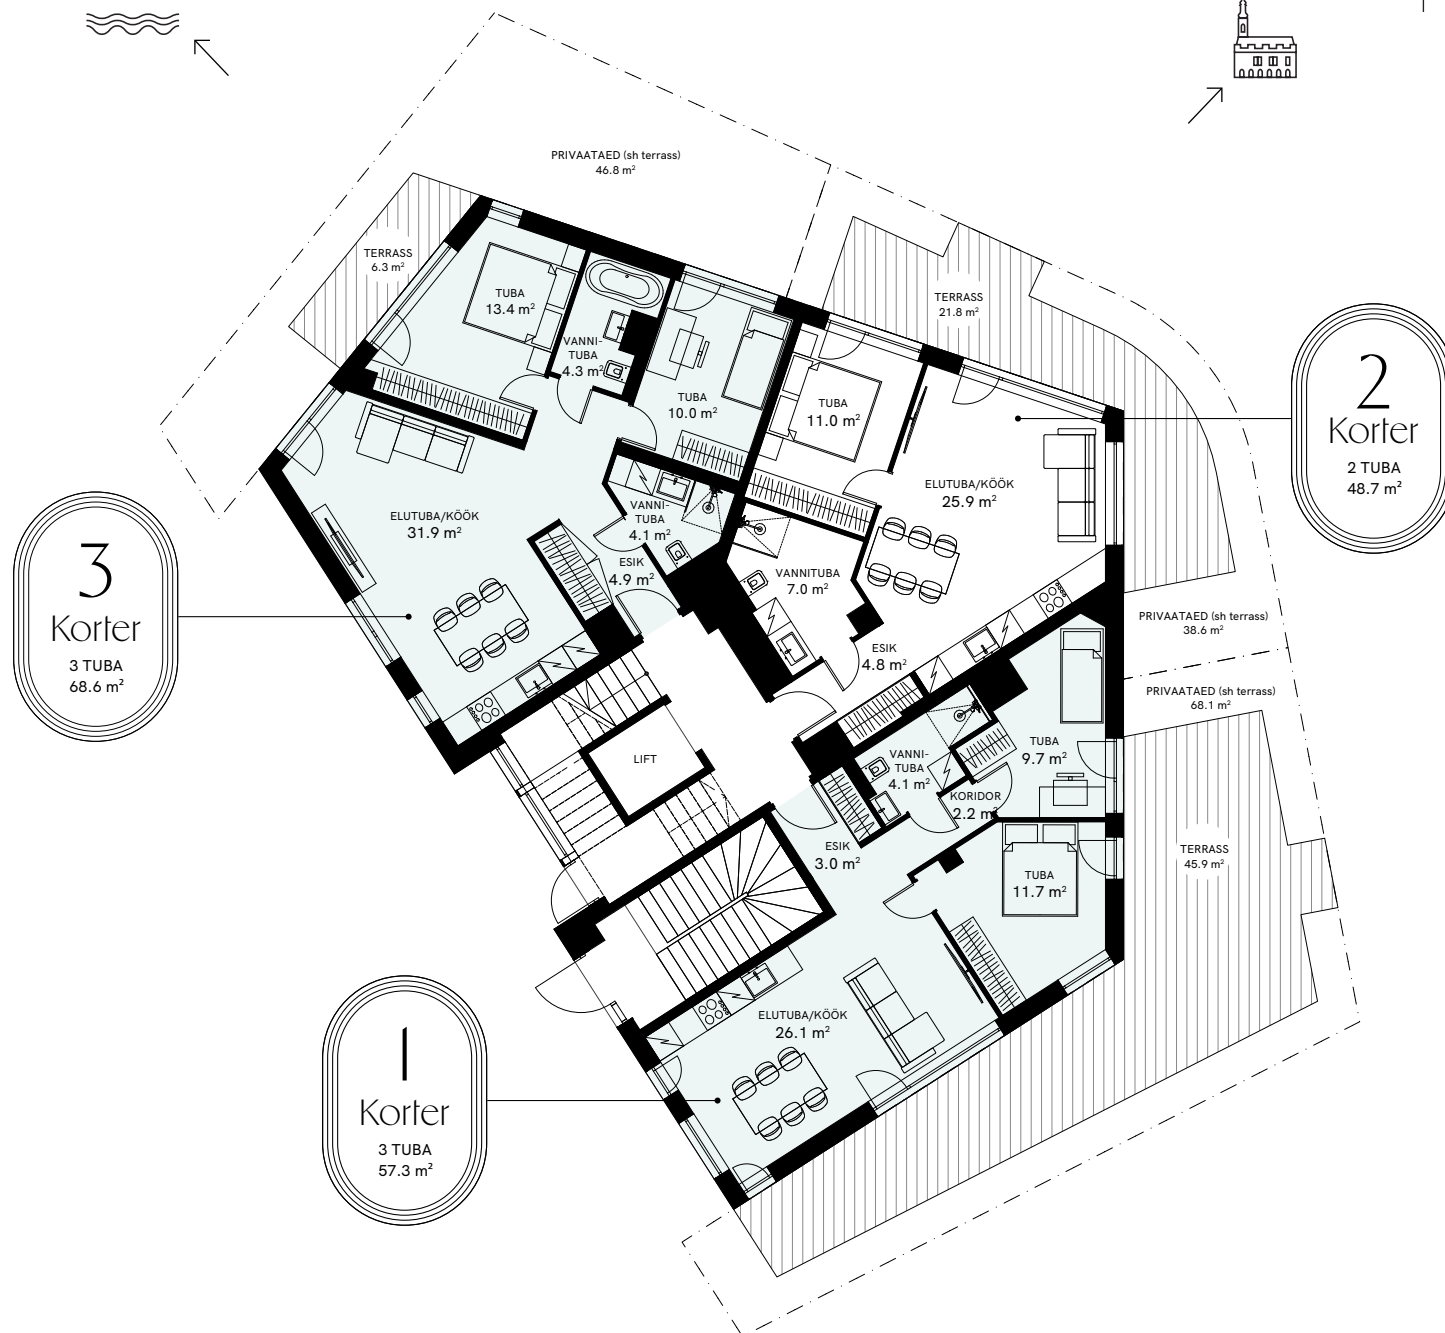 PRIVAATAED (sh terrass)
46.8 m²
TERRASS
6.3 m²
TUBA
13.4 m²
VANNI-
TUBA
4.3 m²
TUBA
10.0 m²
TERRASS
21.8 m²
TUBA
11.0 m²
ELUTUBA/KÖÖK
25.9 m²
2
Korter
2 TUBA
48.7 m²
ELUTUBA/KÖÖK
31.9 m²
VANNI-
TUBA
4.1 m²
ESIK
4.9 m²
VANNITUBA
7.0 m²
3
Korter
3 TUBA
68.6 m²
ESIK
4.8 m²
PRIVAATAED (sh terrass)
38.6 m²
PRIVAATAED (sh terrass)
68.1 m²
LIFT
VANNI-
TUBA
4.1 m²
TUBA
9.7 m²
KORIDOR
2.2 m²
ESIK
3.0 m²
TUBA
11.7 m²
TERRASS
45.9 m²
ELUTUBA/KÖÖK
26.1 m²
1
Korter
3 TUBA
57.3 m²